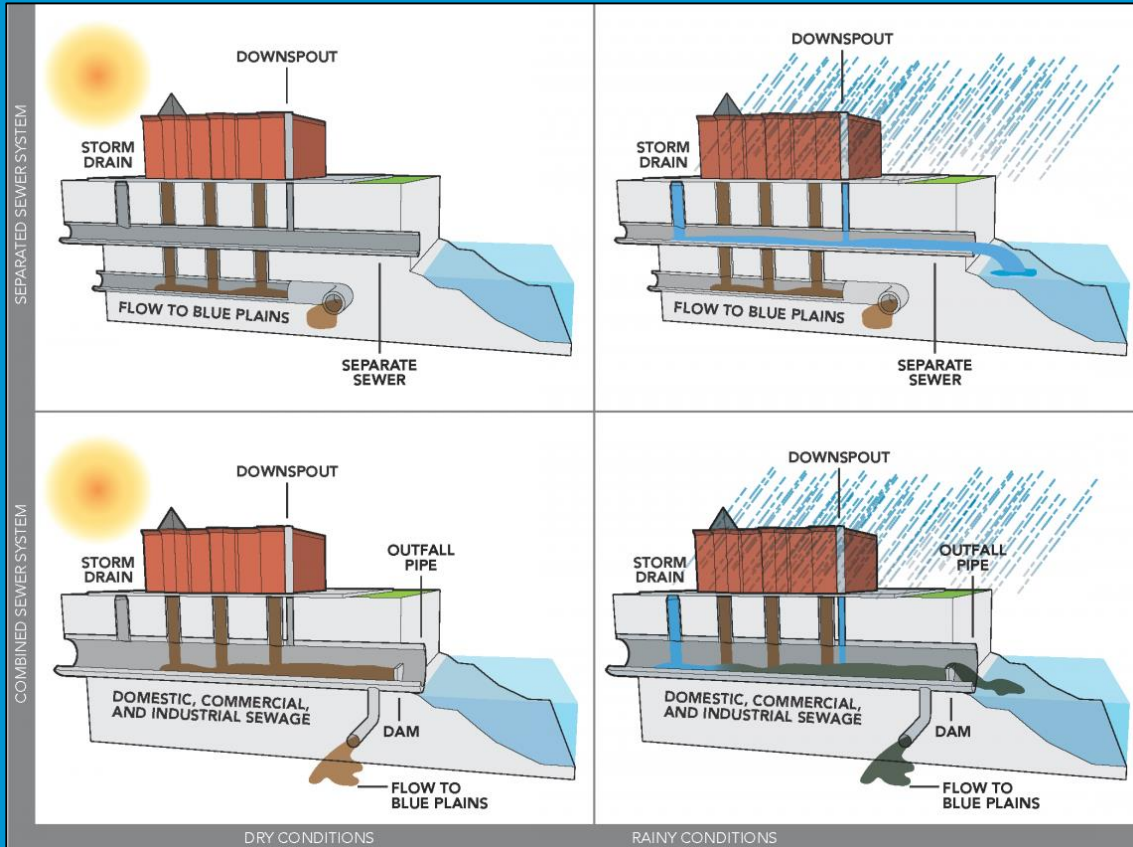 SEPARATED SEWER SYSTEM
DOWNSPOUT
STORM
DRAIN
FLOW TO BLUE PLAINS
SEPARATE
SEWER
DOWNSPOUT
STORM
DRAIN
FLOW TO BLUE PLAINS
SEPARATE
SEWER
COMBINED SEWER SYSTEM
DOWNSPOUT
STORM
DRAIN
OUTFALL
PIPE
DOMESTIC, COMMERCIAL,
AND INDUSTRIAL SEWAGE
DAM
FLOW TO
BLUE PLAINS
DOWNSPOUT
STORM
DRAIN
OUTFALL
PIPE
DOMESTIC, COMMERCIAL,
AND INDUSTRIAL SEWAGE
DAM
FLOW TO
BLUE PLAINS
DRY CONDITIONS
RAINY CONDITIONS